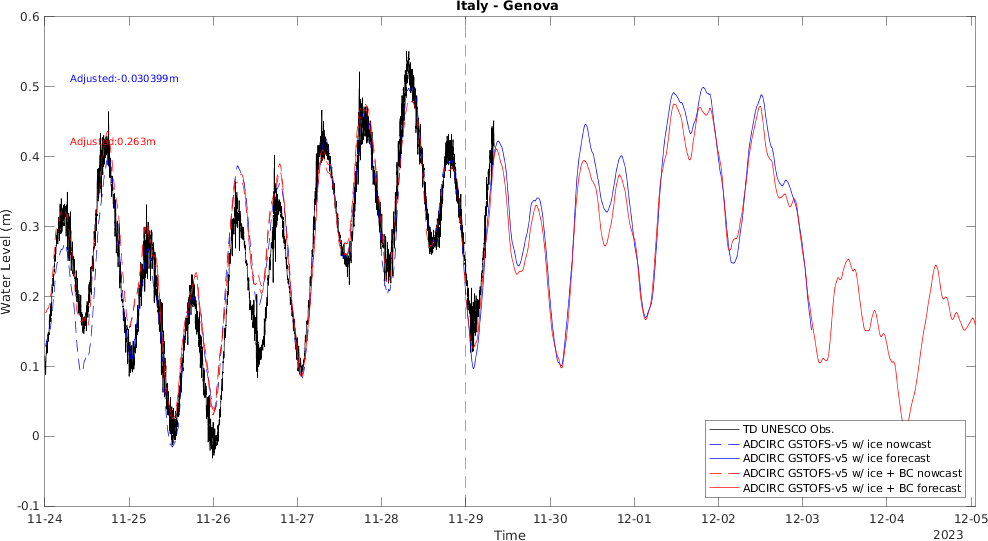 Italy - Genova
0.6
0.5
0.4
0.3
0.2
0.1
0
-0.1
Water Level (m)
Adjusted:-0.030399m
Adjusted:0.263m
TD UNESCO Obs.
ADCIRC GSTOFS-v5 w/ ice nowcast
ADCIRC GSTOFS-v5 w/ ice forecast
ADCIRC GSTOFS-v5 w/ ice + BC nowcast
ADCIRC GSTOFS-v5 w/ ice + BC forecast
11-24 11-25 11-26 11-27 11-28 11-29 11-30 12-01 12-02 12-03 12-04 12-05
Time
2023